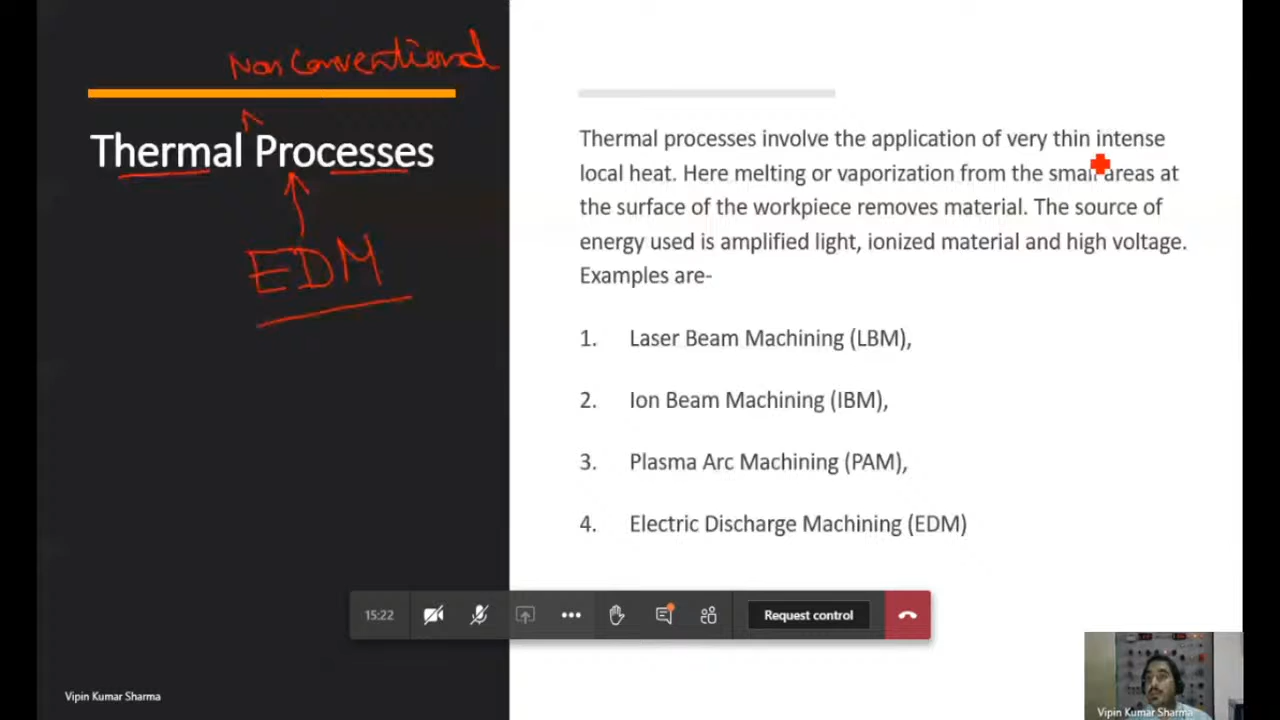 Non Conventional
Thermal Processes
EDM
Thermal processes involve the application of very thin intense
local heat. Here melting or vaporization from the small areas at
the surface of the workpiece removes material. The source of
energy used is amplified light, ionized material and high voltage.
Examples are-
1. Laser Beam Machining (LBM),
2. Ion Beam Machining (IBM),
3. Plasma Arc Machining (PAM),
4. Electric Discharge Machining (EDM)
15:22
Request control
Vipin Kumar Sharma
Vipin Kumar Sharma